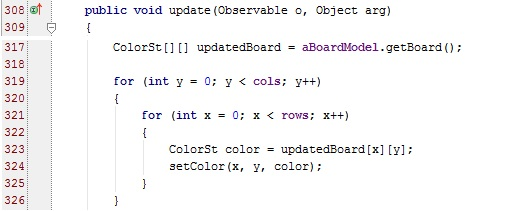 308 public void update(Observable o, Object arg)
309 {
317 ColorSt[][] updatedBoard = aBoardModel.getBoard();
318
319 for (int y = 0; y < cols; y++)
320 {
321 for (int x = 0; x < rows; x++)
322 {
323 ColorSt color = updatedBoard[x][y];
324 setColor(x, y, color);
325 }
326 }